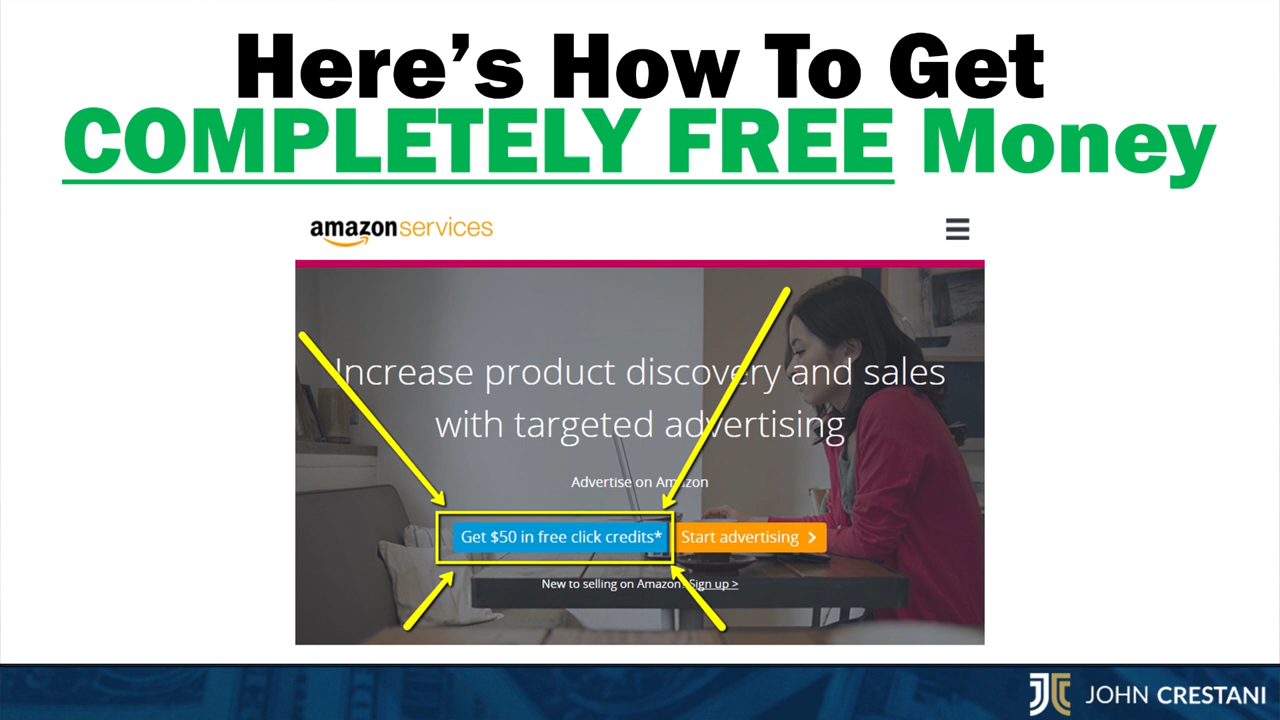 Here’s How To Get
COMPLETELY FREE Money
amazonservices
Increase product discovery and sales
with targeted advertising
Advertise on Amazon
Get $50 in free click credits*
Start advertising >
New to selling on Amazon? Sign up >
JOHN CRESTANI